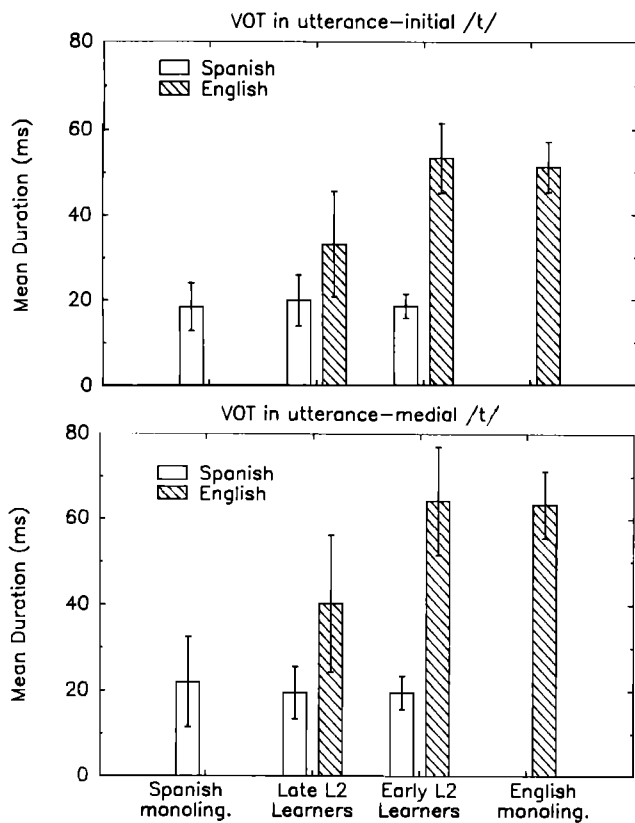 VOT in utterance-initial /t/
80
60
40
20
0
Mean Duration (ms)
Spanish
English
VOT in utterance-medial /t/
80
60
40
20
0
Mean Duration (ms)
Spanish
English
Spanish Late L2 Early L2 English
monoling. Learners Learners monoling.